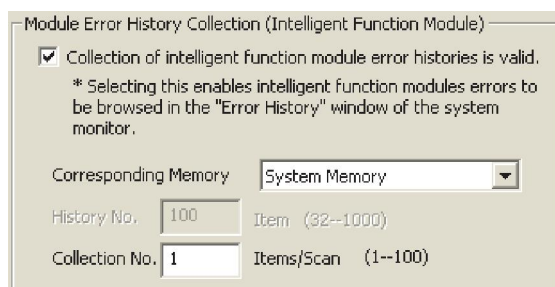 Module Error History Collection (Intelligent Function Module)
Collection of intelligent function module error histories is valid.
* Selecting this enables intelligent function modules errors to
be browsed in the "Error History" window of the system
monitor.
Corresponding Memory System Memory
History No. 100 Item (32--1000)
Collection No. 1 Items/Scan (1--100)